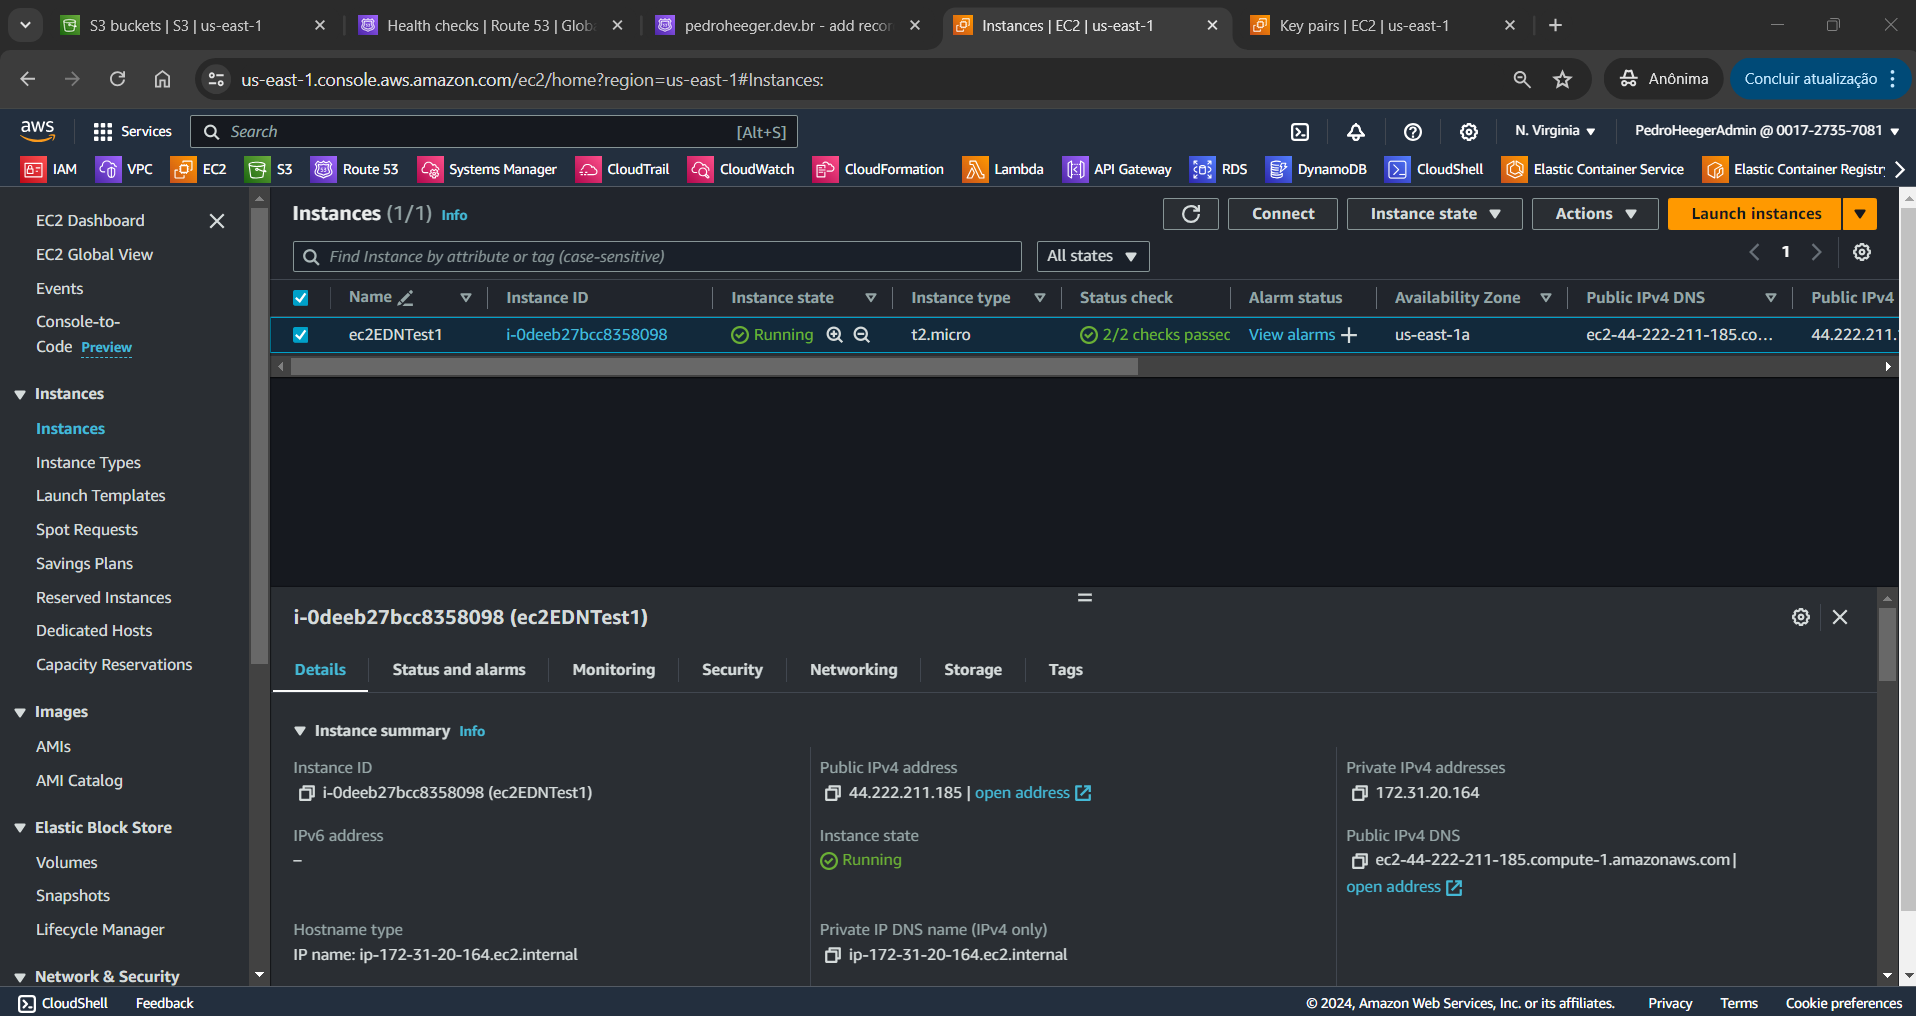 S3 buckets | S3 | us-east-1
Health checks | Route 53 | Globa
pedroheeger.dev.br - add recor
Instances | EC2 | us-east-1
Key pairs | EC2 | us-east-1
us-east-1.console.aws.amazon.com/ec2/home?region=us-east-1#Instances:
Anônima
Concluir atualização
aws
Services
Search
[Alt+S]
N. Virginia
PedroHeegerAdmin @ 0017-2735-7081
IAM
VPC
EC2
S3
Route 53
Systems Manager
CloudTrail
CloudWatch
CloudFormation
Lambda
API Gateway
RDS
DynamoDB
CloudShell
Elastic Container Service
Elastic Container Registry
EC2 Dashboard
EC2 Global View
Events
Console-to-
Code Preview
Instances
Instances
Instance Types
Launch Templates
Spot Requests
Savings Plans
Reserved Instances
Dedicated Hosts
Capacity Reservations
Images
AMIs
AMI Catalog
Elastic Block Store
Volumes
Snapshots
Lifecycle Manager
Network & Security
Instances (1/1) Info
Connect
Instance state
Actions
Launch instances
Find Instance by attribute or tag (case-sensitive)
All states
1
Name
Instance ID
Instance state
Instance type
Status check
Alarm status
Availability Zone
Public IPv4 DNS
Public IPv4
ec2EDNTest1
i-0deeb27bcc8358098
Running
t2.micro
2/2 checks passec
View alarms
us-east-1a
ec2-44-222-211-185.co...
44.222.211.
i-0deeb27bcc8358098 (ec2EDNTest1)
Details
Status and alarms
Monitoring
Security
Networking
Storage
Tags
Instance summary Info
Instance ID
i-0deeb27bcc8358098 (ec2EDNTest1)
Public IPv4 address
44.222.211.185 | open address
Private IPv4 addresses
172.31.20.164
IPv6 address
–
Instance state
Running
Public IPv4 DNS
ec2-44-222-211-185.compute-1.amazonaws.com |
open address
Hostname type
IP name: ip-172-31-20-164.ec2.internal
Private IP DNS name (IPv4 only)
ip-172-31-20-164.ec2.internal
CloudShell
Feedback
© 2024, Amazon Web Services, Inc. or its affiliates.
Privacy
Terms
Cookie preferences